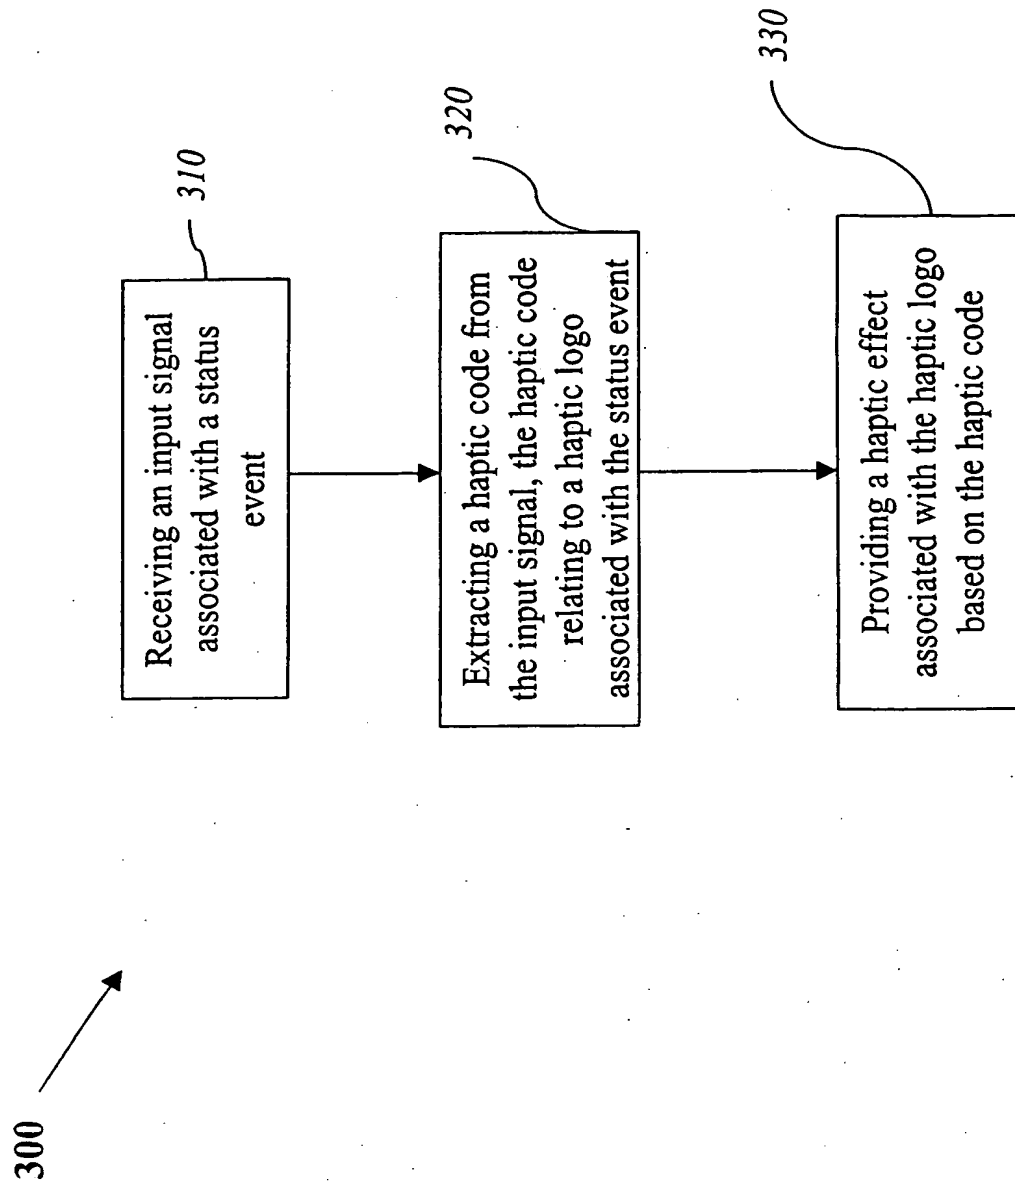 300
Receiving an input signal
associated with a status
event
310
Extracting a haptic code from
the input signal, the haptic code
relating to a haptic logo
associated with the status event
320
Providing a haptic effect
associated with the haptic logo
based on the haptic code
330